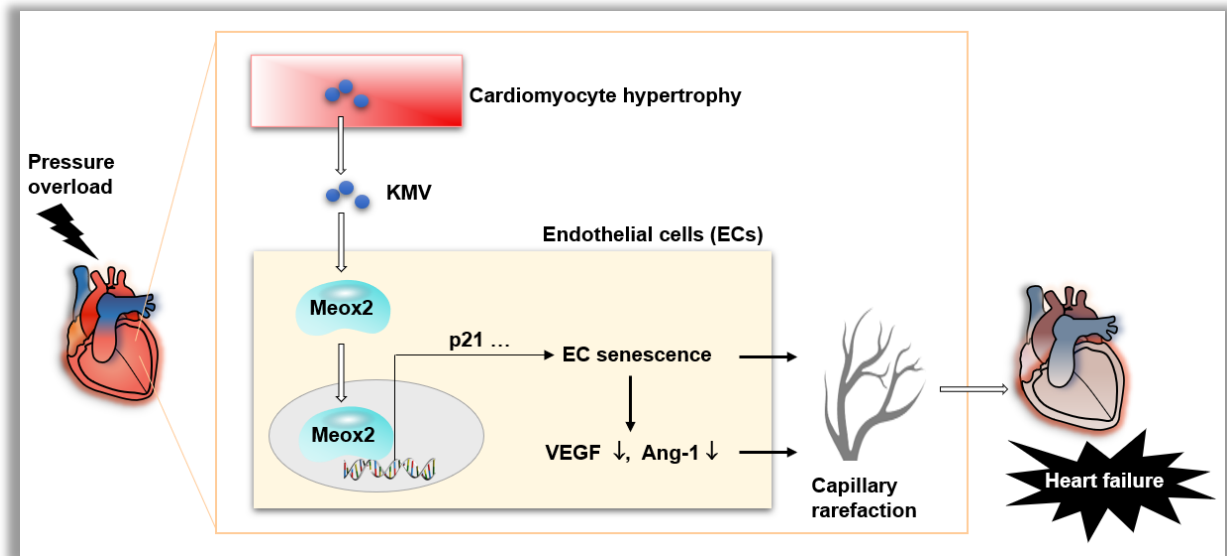 Cardiomyocyte hypertrophy
Pressure
overload
KMV
Endothelial cells (ECs)
Meox2
p21 ...
EC senescence
Meox2
VEGF ↓, Ang-1 ↓
Capillary
rarefaction
Heart failure